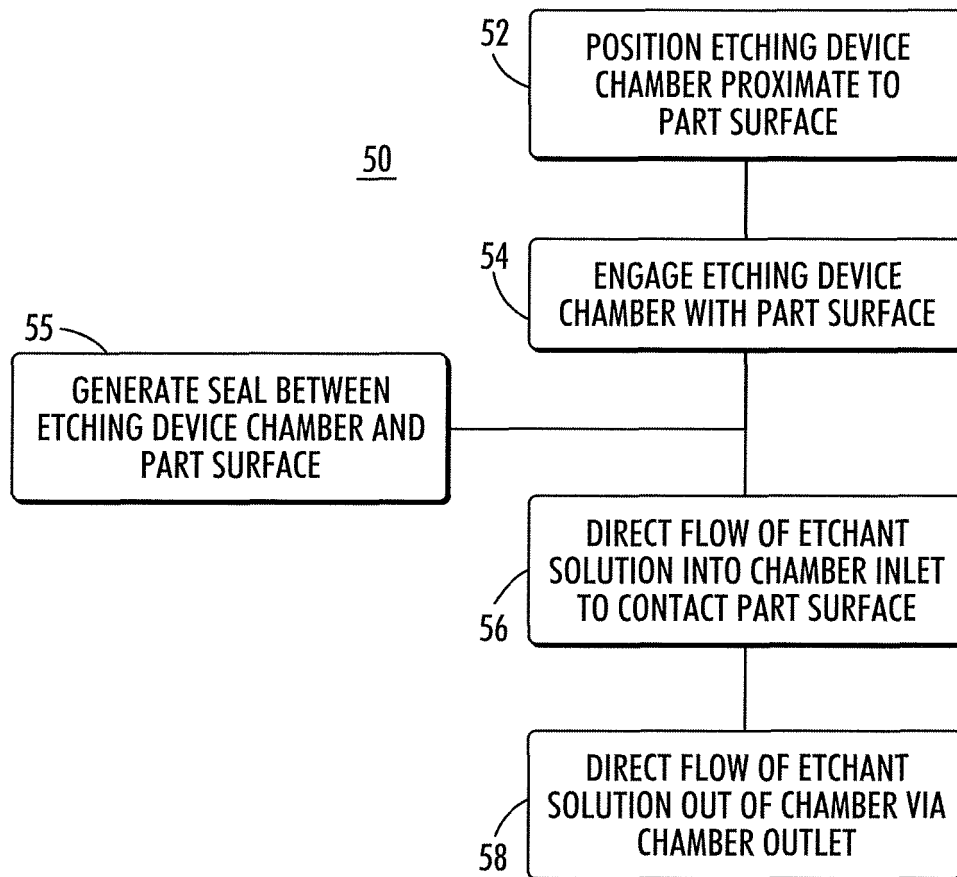 52
POSITION ETCHING DEVICE
CHAMBER PROXIMATE TO
PART SURFACE
50
54
ENGAGE ETCHING DEVICE
CHAMBER WITH PART SURFACE
55
GENERATE SEAL BETWEEN
ETCHING DEVICE CHAMBER AND
PART SURFACE
DIRECT FLOW OF ETCHANT
SOLUTION INTO CHAMBER INLET
TO CONTACT PART SURFACE
56
DIRECT FLOW OF ETCHANT
SOLUTION OUT OF CHAMBER VIA
CHAMBER OUTLET
58